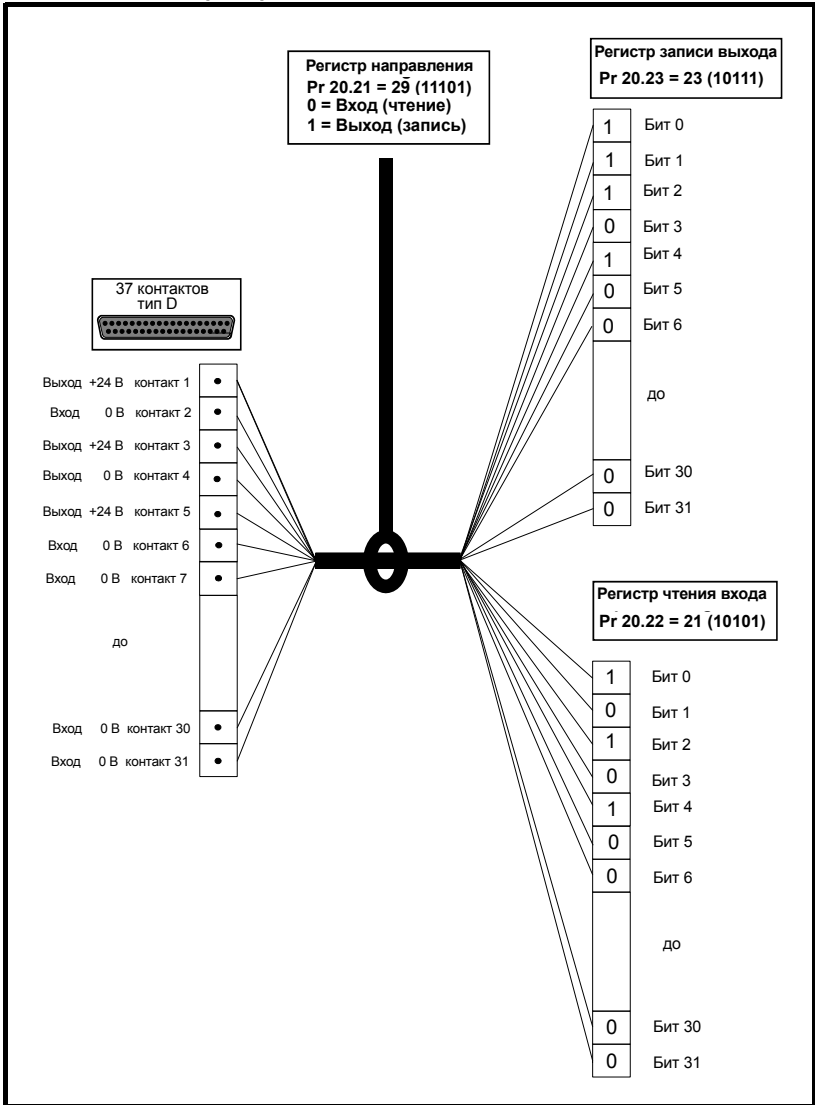 Регистр направления
Pr 20.21 = 29 (11101)
0 = Вход (чтение)
1 = Выход (запись)
Регистр записи выхода
Pr 20.23 = 23 (10111)
1 Бит 0
1 Бит 1
1 Бит 2
0 Бит 3
1 Бит 4
0 Бит 5
0 Бит 6
до
0 Бит 30
0 Бит 31
37 контактов
тип D
Выход +24 В контакт 1
Вход 0 В контакт 2
Выход +24 В контакт 3
Выход 0 В контакт 4
Выход +24 В контакт 5
Вход 0 В контакт 6
Вход 0 В контакт 7
до
Вход 0 В контакт 30
Вход 0 В контакт 31
Регистр чтения входа
Pr 20.22 = 21 (10101)
1 Бит 0
0 Бит 1
1 Бит 2
0 Бит 3
1 Бит 4
0 Бит 5
0 Бит 6
до
0 Бит 30
0 Бит 31